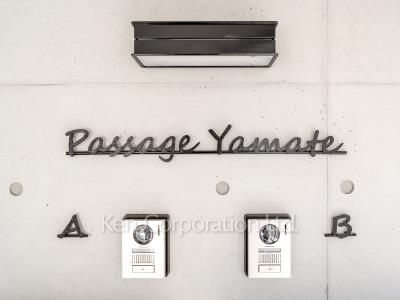 Passage Yamate
A B
Ken Corporation Ltd.